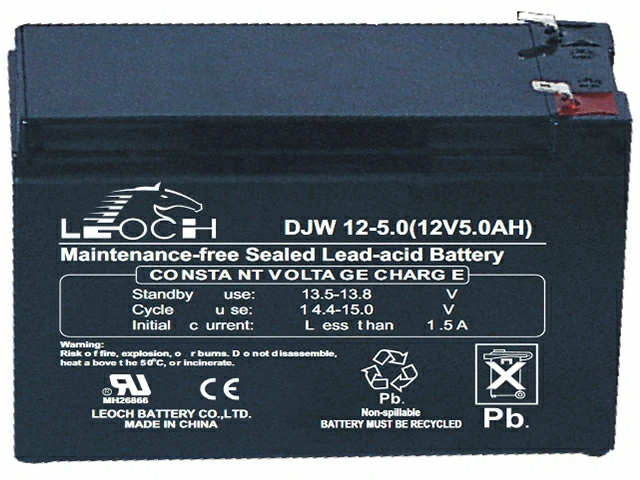 LEOCH
DJW 12-5.0(12V5.0AH)
Maintenance-free Sealed Lead-acid Battery
CONSTANT VOLTAGE CHARGE
Standby use: 13.5-13.8 V
Cycle use: 14.4-15.0 V
Initial current: Less than 1.5A
Warning:
Risk of fire, explosion, or burns. Do not disassemble,
heat above the 50°C, or incinerate.
MH26866
CE
LEOCH BATTERY CO.,LTD.
MADE IN CHINA
Pb.
Non-spillable
BATTERY MUST BE RECYCLED
Pb.